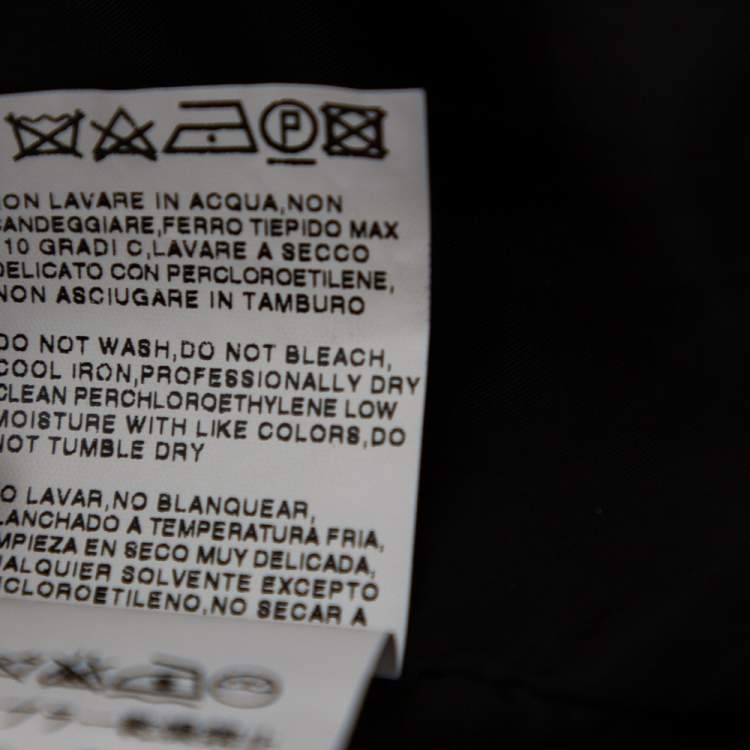 P
ON LAVARE IN ACQUA,NON
CANDEGGIARE,FERRO TIEPIDO MAX
110 GRADI C,LAVARE A SECCO
DELICATO CON PERCLOROETILENE,
NON ASCIUGARE IN TAMBURO
DO NOT WASH,DO NOT BLEACH,
COOL IRON,PROFESSIONALLY DRY
CLEAN PERCHLOROETHYLENE LOW
MOISTURE WITH LIKE COLORS,DO
NOT TUMBLE DRY
O LAVAR,NO BLANQUEAR,
LANCHADO A TEMPERATURA FRIA,
MPIEZA EN SECO MUY DELICADA,
ALQUIER SOLVENTE EXCEPTO
CLOROETILENO,NO SECAR A